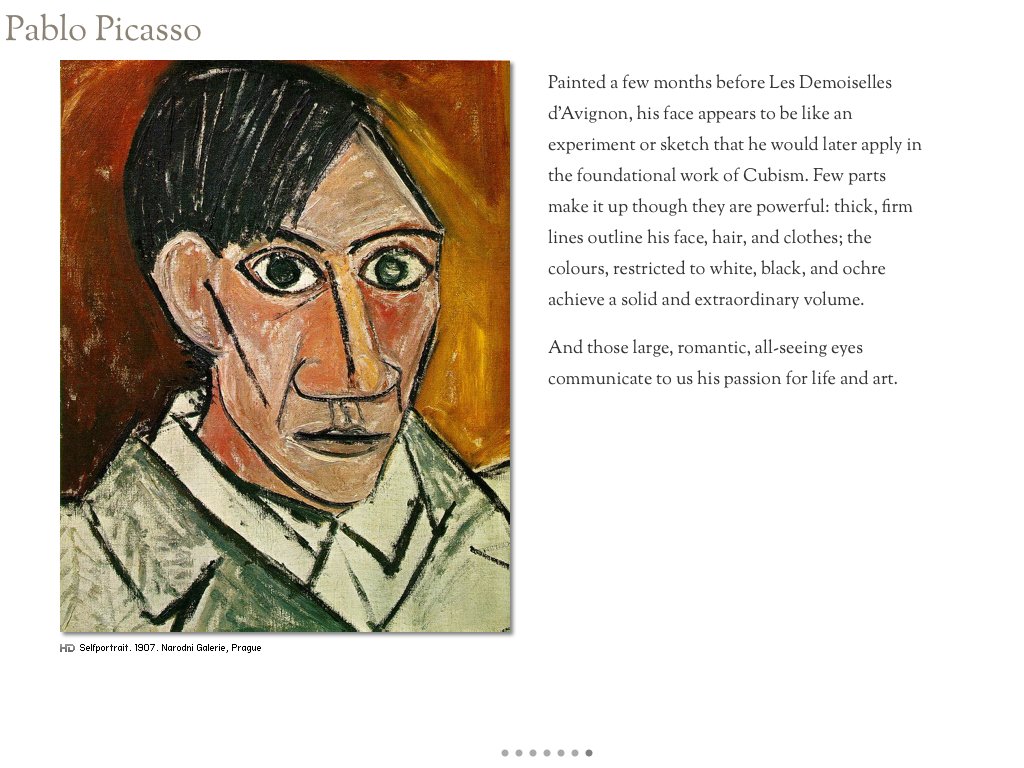 Pablo Picasso
Painted a few months before Les Demoiselles
d'Avignon, his face appears to be like an
experiment or sketch that he would later apply in
the foundational work of Cubism. Few parts
make it up though they are powerful: thick, firm
lines outline his face, hair, and clothes; the
colours, restricted to white, black, and ochre
achieve a solid and extraordinary volume.
And those large, romantic, all-seeing eyes
communicate to us his passion for life and art.
HD Selfportrait. 1907. Narodni Galerie, Prague